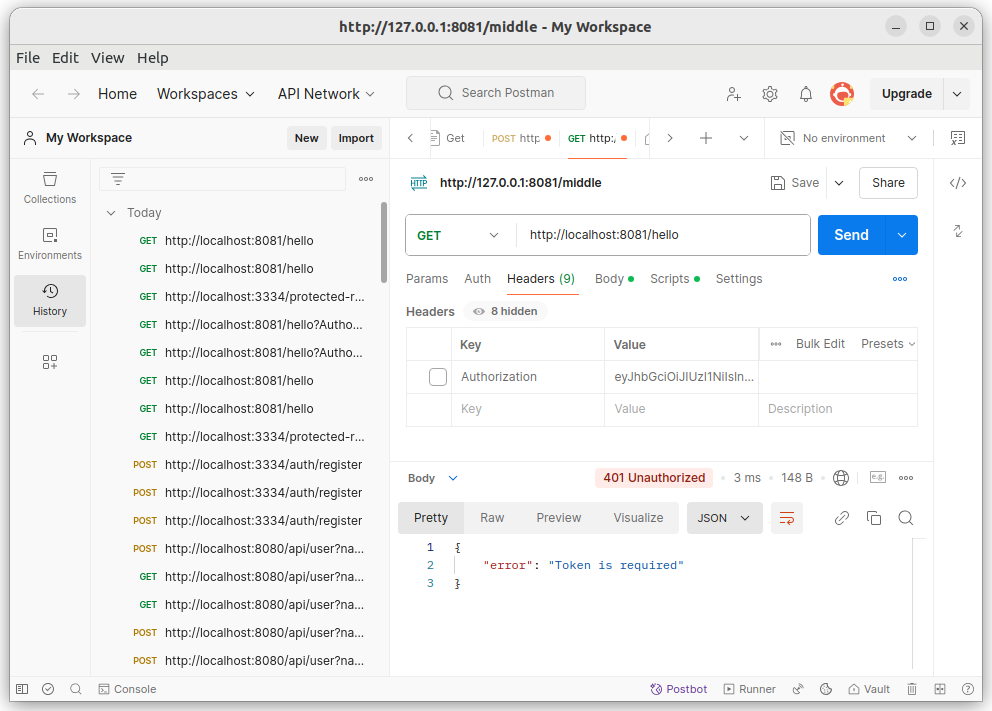 http://127.0.0.1:8081/middle - My Workspace
File Edit View Help
Home Workspaces API Network Search Postman Upgrade
My Workspace New Import
Get POST http GET http:/ No environment
Collections
Environments
History
Today
GET http://localhost:8081/hello
GET http://localhost:8081/hello
GET http://localhost:3334/protected-r...
GET http://localhost:8081/hello?Autho...
GET http://localhost:8081/hello?Autho...
GET http://localhost:8081/hello
GET http://localhost:8081/hello
GET http://localhost:3334/protected-r...
POST http://localhost:3334/auth/register
POST http://localhost:3334/auth/register
POST http://localhost:3334/auth/register
POST http://localhost:8080/api/user?na...
GET http://localhost:8080/api/user?na...
GET http://localhost:8080/api/user?na...
POST http://localhost:8080/api/user?na...
POST http://localhost:8080/api/user?na...
HTTP http://127.0.0.1:8081/middle Save Share
GET http://localhost:8081/hello Send
Params Auth Headers (9) Body Scripts Settings
Headers 8 hidden
Key Value Bulk Edit Presets
Authorization eyJhbGciOiJIUzI1NiIsIn...
Key Value Description
Body 401 Unauthorized 3 ms 148 B e.g.
Pretty Raw Preview Visualize JSON
1 {
2 "error": "Token is required"
3 }
Console Postbot Runner Vault